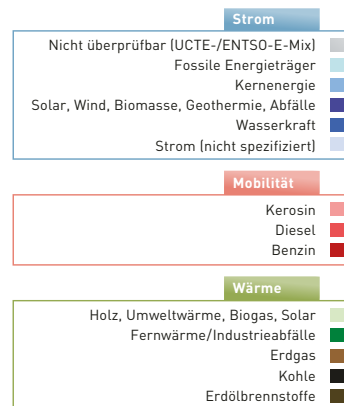 Strom
Nicht überprüfbar (UCTE-/ENTSO-E-Mix)
Fossile Energieträger
Kernenergie
Solar, Wind, Biomasse, Geothermie, Abfälle
Wasserkraft
Strom (nicht spezifiziert)
Mobilität
Kerosin
Diesel
Benzin
Wärme
Holz, Umweltwärme, Biogas, Solar
Fernwärme/Industrieabfälle
Erdgas
Kohle
Erdölbrennstoffe